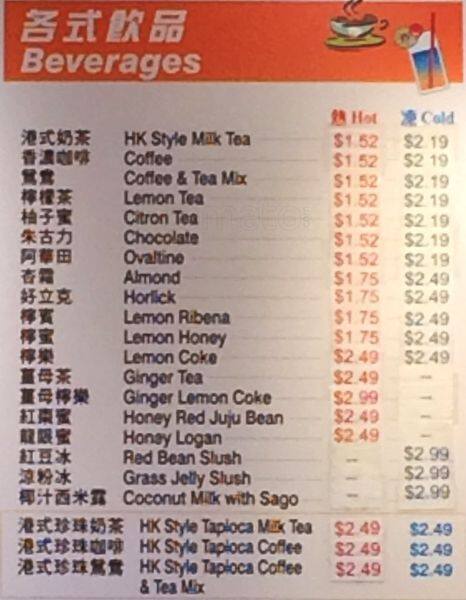 各式飲品
Beverages
熱 Hot 凍 Cold
港式奶茶 HK Style Milk Tea $1.52 $2.19
香濃咖啡 Coffee $1.52 $2.19
鴛鴦 Coffee & Tea Mix $1.52 $2.19
檸檬茶 Lemon Tea $1.52 $2.19
柚子蜜 Citron Tea $1.52 $2.19
朱古力 Chocolate $1.52 $2.19
阿華田 Ovaltine $1.52 $2.19
杏霜 Almond $1.75 $2.49
好立克 Horlick $1.75 $2.49
檸賓 Lemon Ribena $1.75 $2.49
檸蜜 Lemon Honey $1.75 $2.49
檸樂 Lemon Coke $2.49 $2.49
薑母茶 Ginger Tea $2.49 --
薑母檸樂 Ginger Lemon Coke $2.99 --
紅棗蜜 Honey Red Juju Bean $2.49 --
龍眼蜜 Honey Logan $2.49 --
紅豆冰 Red Bean Slush -- $2.99
涼粉冰 Grass Jelly Slush -- $2.99
椰汁西米露 Coconut Milk with Sago -- $2.99
港式珍珠奶茶 HK Style Tapioca Milk Tea $2.49 $2.49
港式珍珠咖啡 HK Style Tapioca Coffee $2.49 $2.49
港式珍珠鴛鴦 HK Style Tapioca Coffee $2.49 $2.49
& Tea Mix